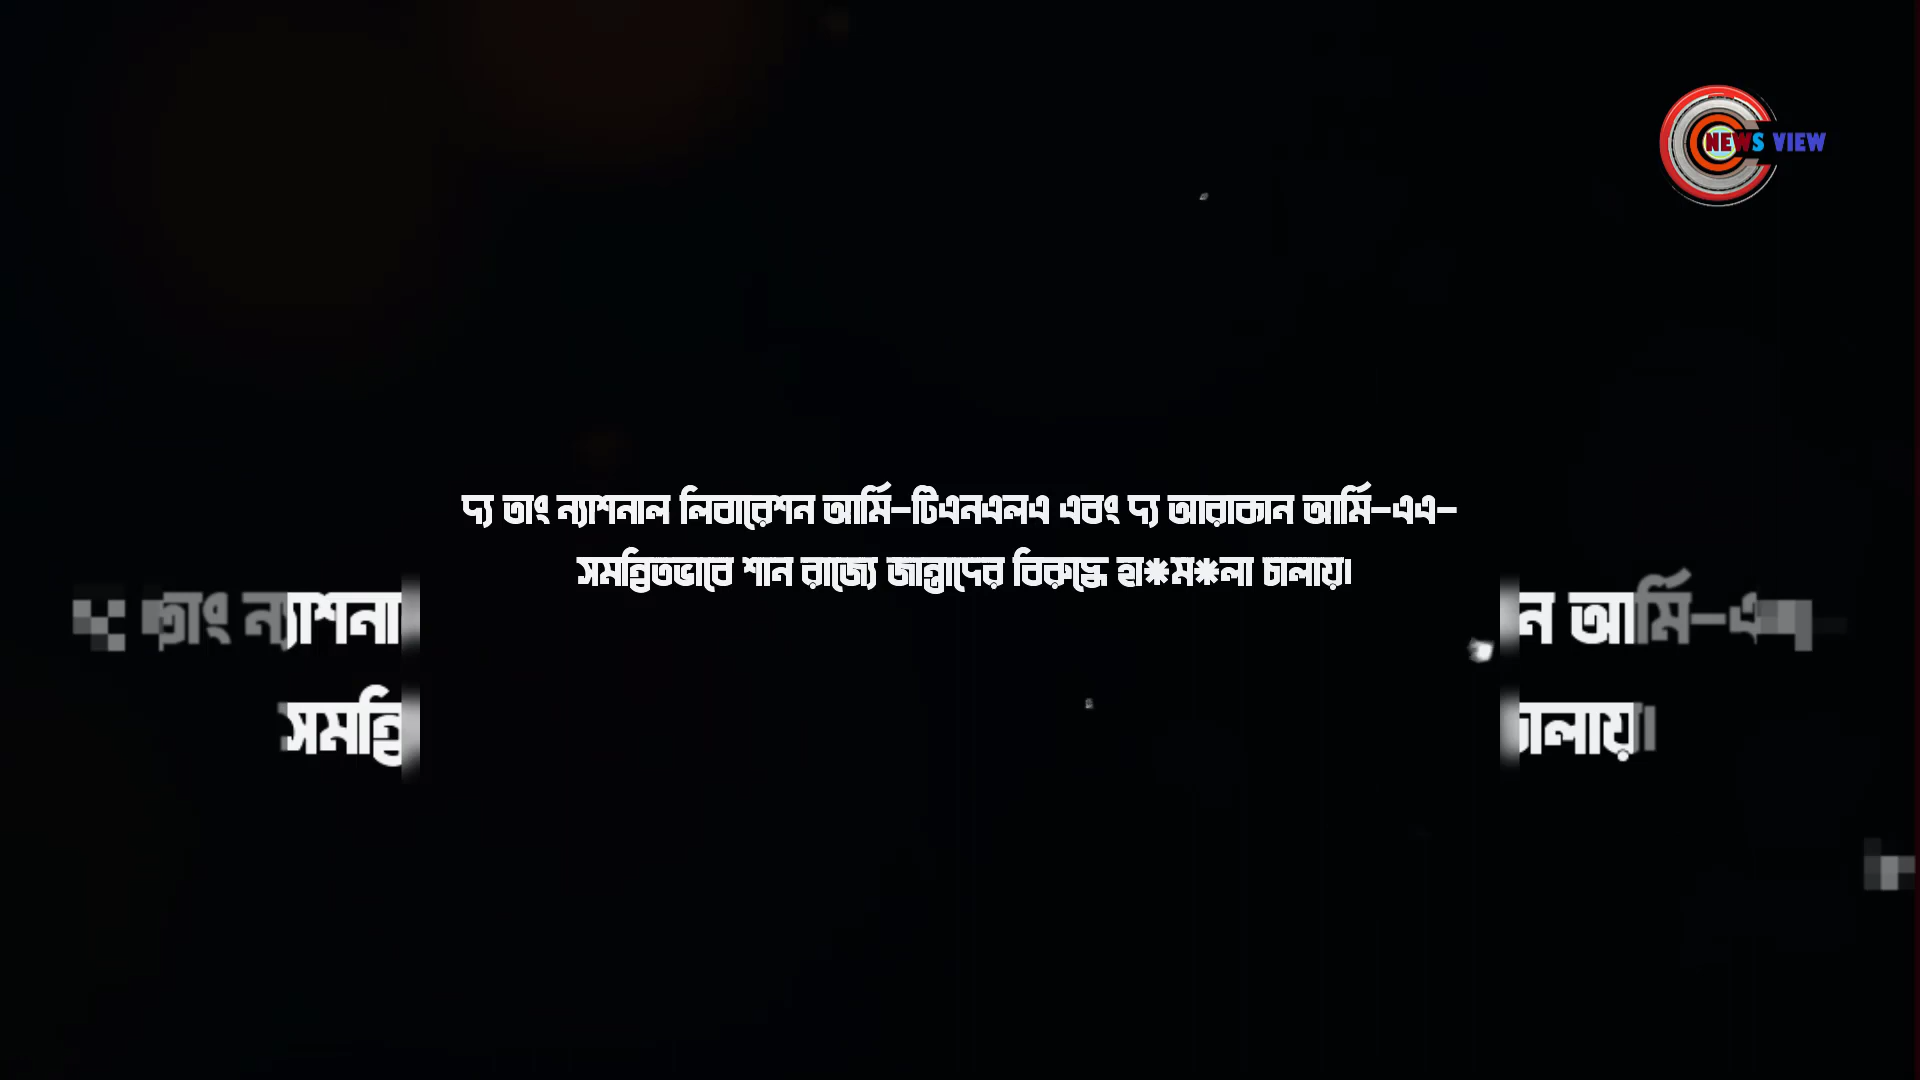 NEWS VIEW
দ্য তাং ন্যাশনাল লিবারেশন আর্মি-টিএনএলএ এবং দ্য আরাকান আর্মি-এএ-
সমন্বিতভাবে শান রাজ্যে জান্ত্রাদের বিরুদ্ধে হা*ম*লা চালায়।
তাং ন্যাশনা
ন আর্মি-এ
সমন্বি
চালায়।